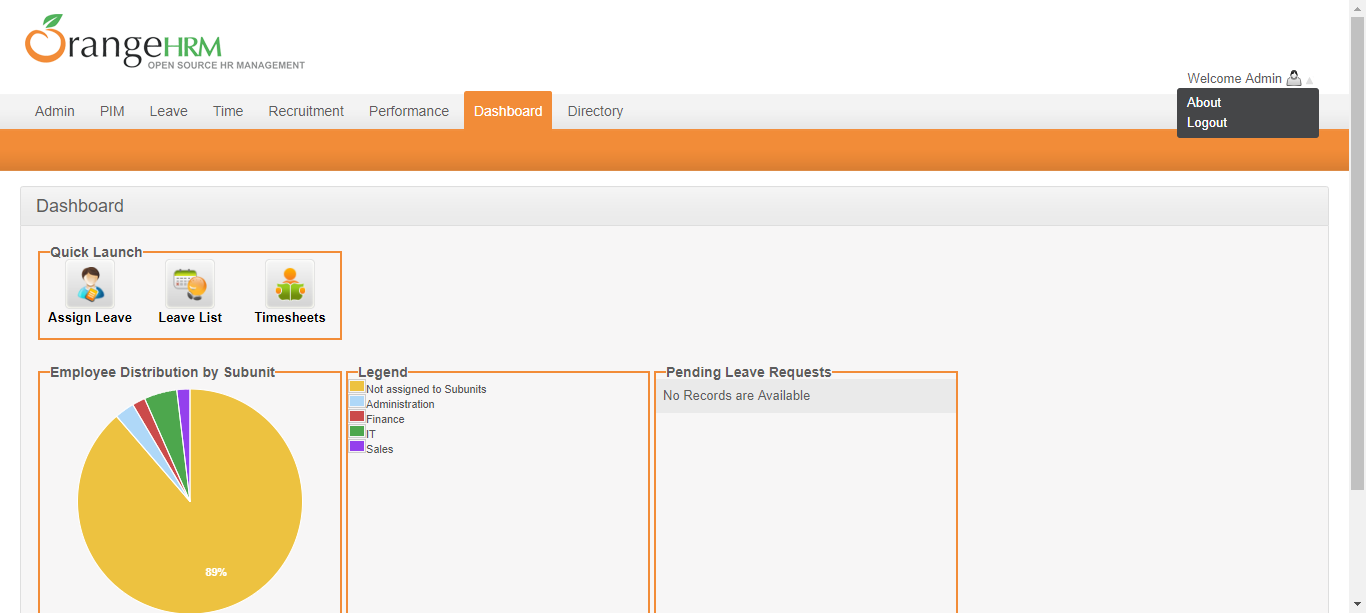 OrangeHRM
OPEN SOURCE HR MANAGEMENT
Welcome Admin
About
Logout
Admin PIM Leave Time Recruitment Performance Dashboard Directory
Dashboard
Quick Launch
Assign Leave Leave List Timesheets
Employee Distribution by Subunit
89%
Legend
Not assigned to Subunits
Administration
Finance
IT
Sales
Pending Leave Requests
No Records are Available